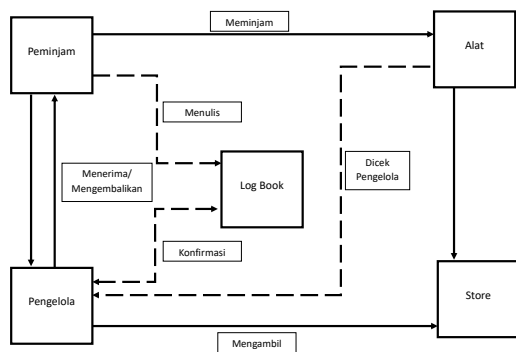 Meminjam
Peminjam
Alat
Menulis
Menerima/
Mengembalikan
Log Book
Dicek
Pengelola
Konfirmasi
Pengelola
Store
Mengambil